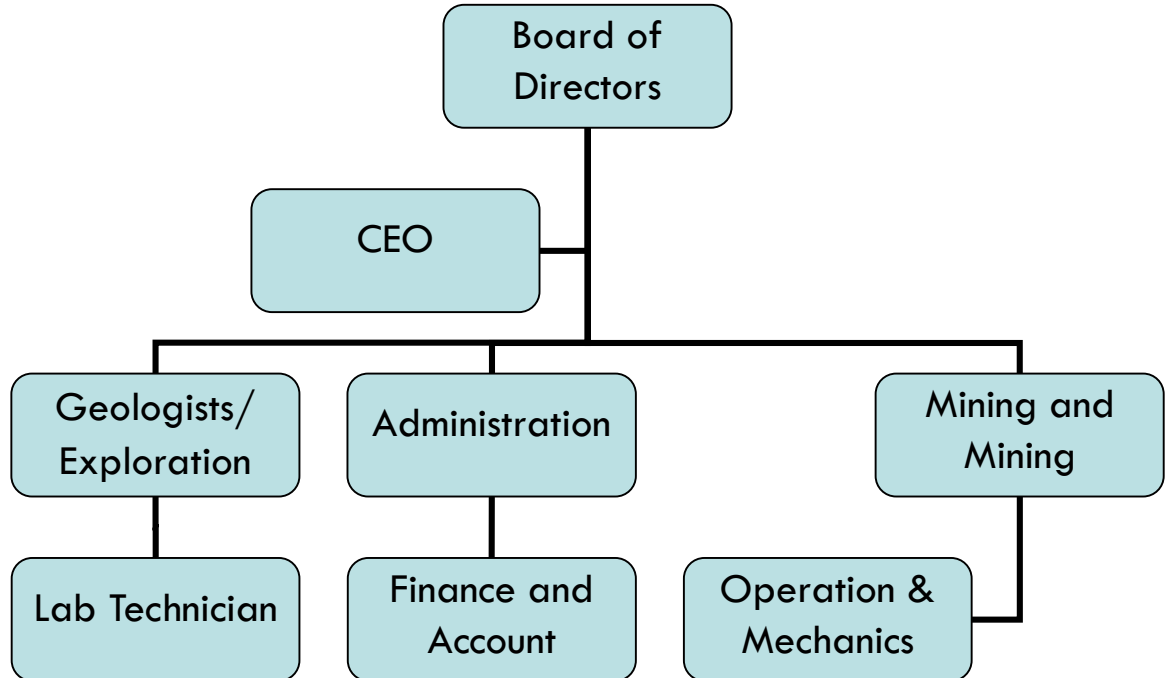 Board of
Directors
CEO
Geologists/
Exploration
Administration
Mining and
Mining
Lab Technician
Finance and
Account
Operation &
Mechanics